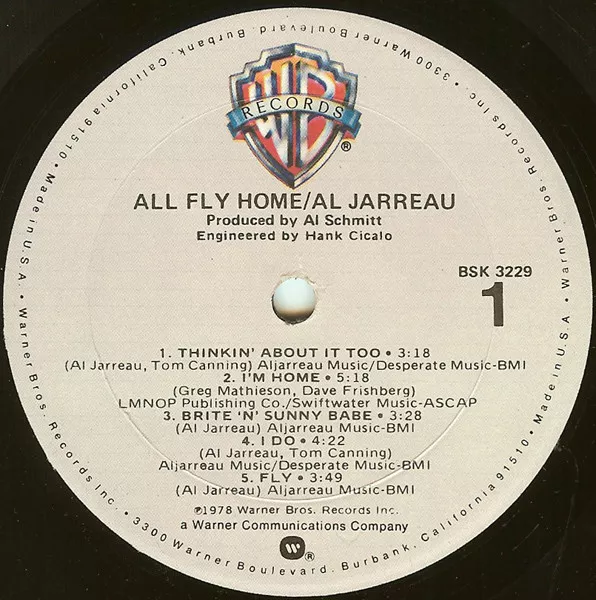 WB
RECORDS
®
ALL FLY HOME/AL JARREAU
Produced by Al Schmitt
Engineered by Hank Cicalo
BSK 3229
1
1. THINKIN' ABOUT IT TOO • 3:18
(Al Jarreau, Tom Canning) Aljarreau Music/Desperate Music-BMI
2. I'M HOME • 5:18
(Greg Mathieson, Dave Frishberg)
LMNOP Publishing Co./Swiftwater Music-ASCAP
3. BRITE 'N' SUNNY BABE • 3:28
(Al Jarreau) Aljarreau Music-BMI
4. I DO • 4:22
(Al Jarreau, Tom Canning)
Aljarreau Music/Desperate Music-BMI
5. FLY • 3:49
(Al Jarreau) Aljarreau Music-BMI
℗1978 Warner Bros. Records Inc.
a Warner Communications Company
W®
Warner Bros. Records Inc. • 3300 Warner Boulevard, Burbank, California 91510 • Made in U.S.A. •
Warner Bros. Records Inc. • 3300 Warner Boulevard, Burbank, California 91510 • Made in U.S.A. •